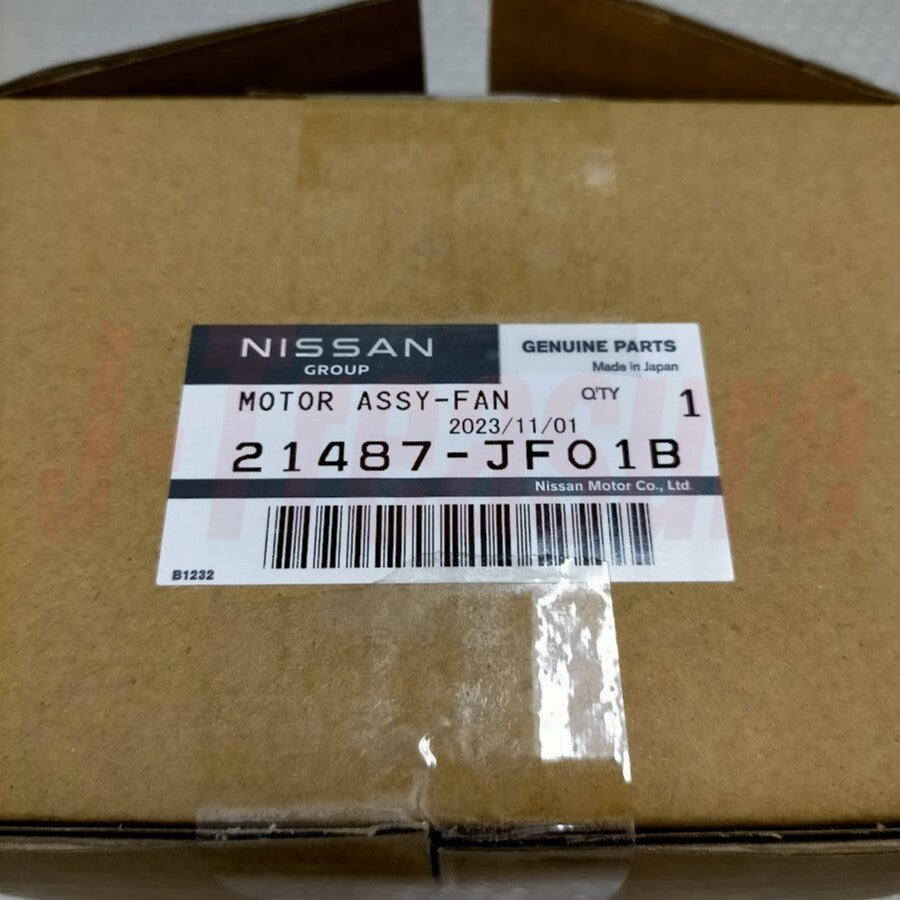 NISSAN
GROUP
GENUINE PARTS
Made in Japan
MOTOR ASSY-FAN
Q'TY 1
2023/11/01
21487-JF01B
Nissan Motor Co., Ltd.
B1232
J-Treasure